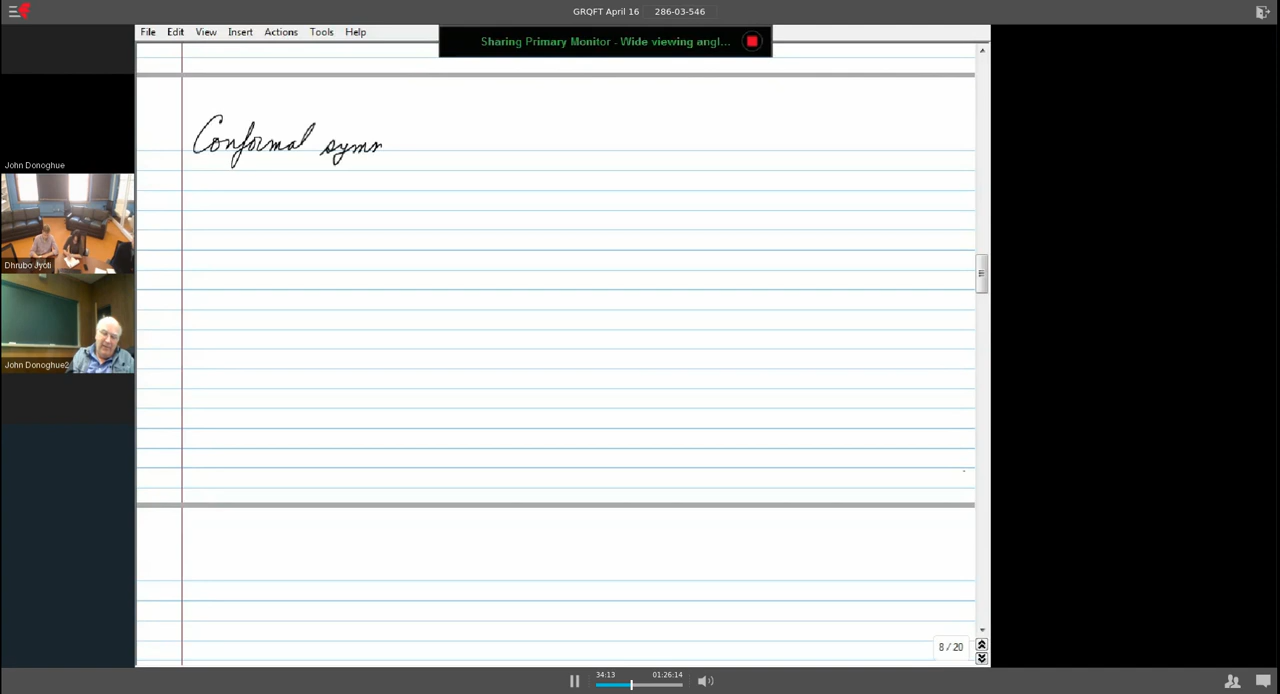 GRQFT April 16 286-03-546
File Edit View Insert Actions Tools Help
Sharing Primary Monitor - Wide viewing angl...
Conformal symm
John Donoghue
Dhrubo Jyoti
John Donoghue2
8 / 20
34:13 01:26:14